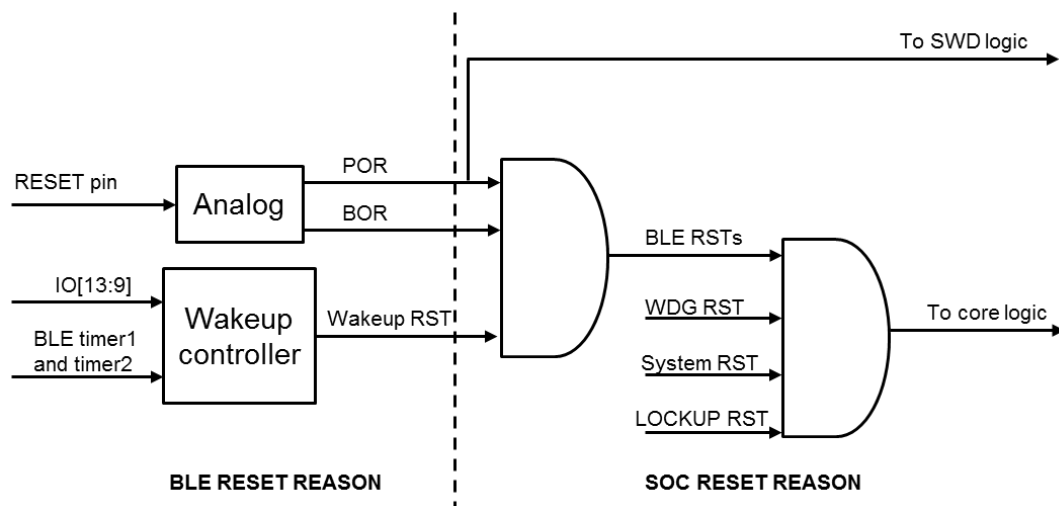 To SWD logic
RESET pin
Analog
POR
BOR
IO[13:9]
BLE timer1
and timer2
Wakeup
controller
Wakeup RST
BLE RSTs
WDG RST
System RST
LOCKUP RST
To core logic
BLE RESET REASON
SOC RESET REASON